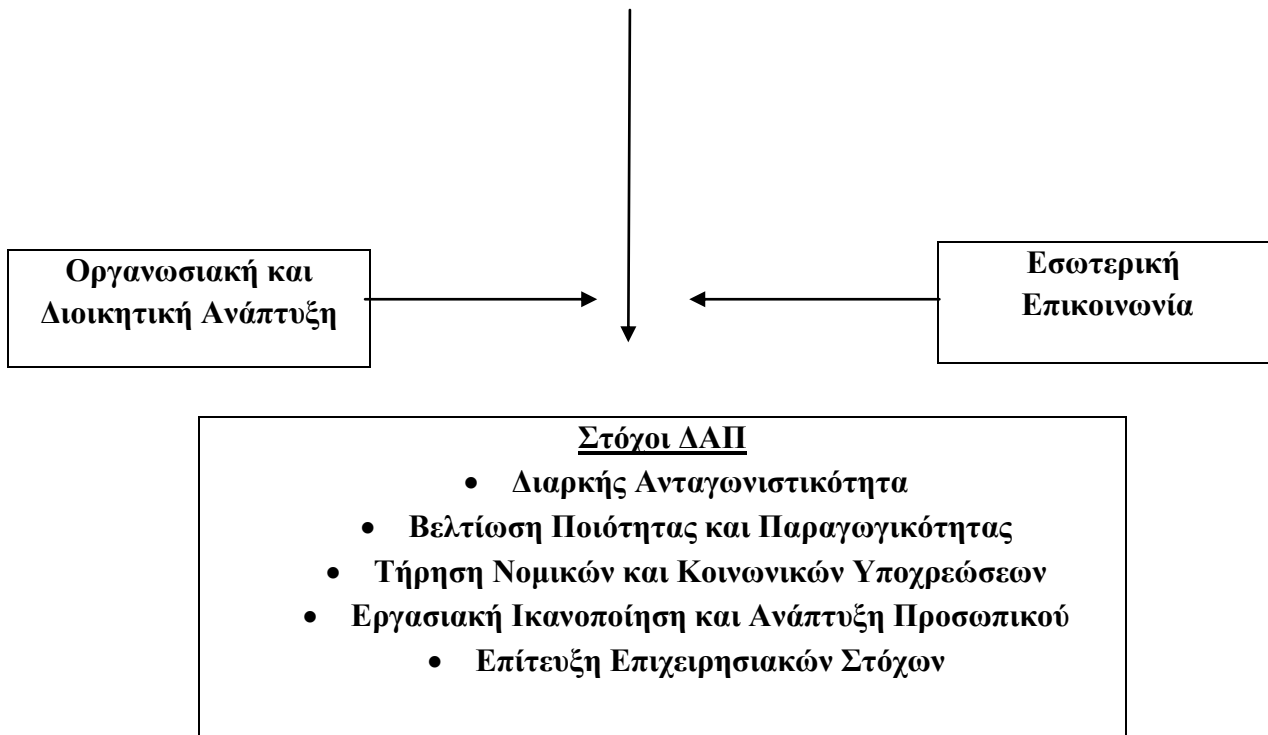 Οργανωσιακή και
Διοικητική Ανάπτυξη
Εσωτερική
Επικοινωνία
Στόχοι ΔΑΠ
• Διαρκής Ανταγωνιστικότητα
• Βελτίωση Ποιότητας και Παραγωγικότητας
• Τήρηση Νομικών και Κοινωνικών Υποχρεώσεων
• Εργασιακή Ικανοποίηση και Ανάπτυξη Προσωπικού
• Επίτευξη Επιχειρησιακών Στόχων